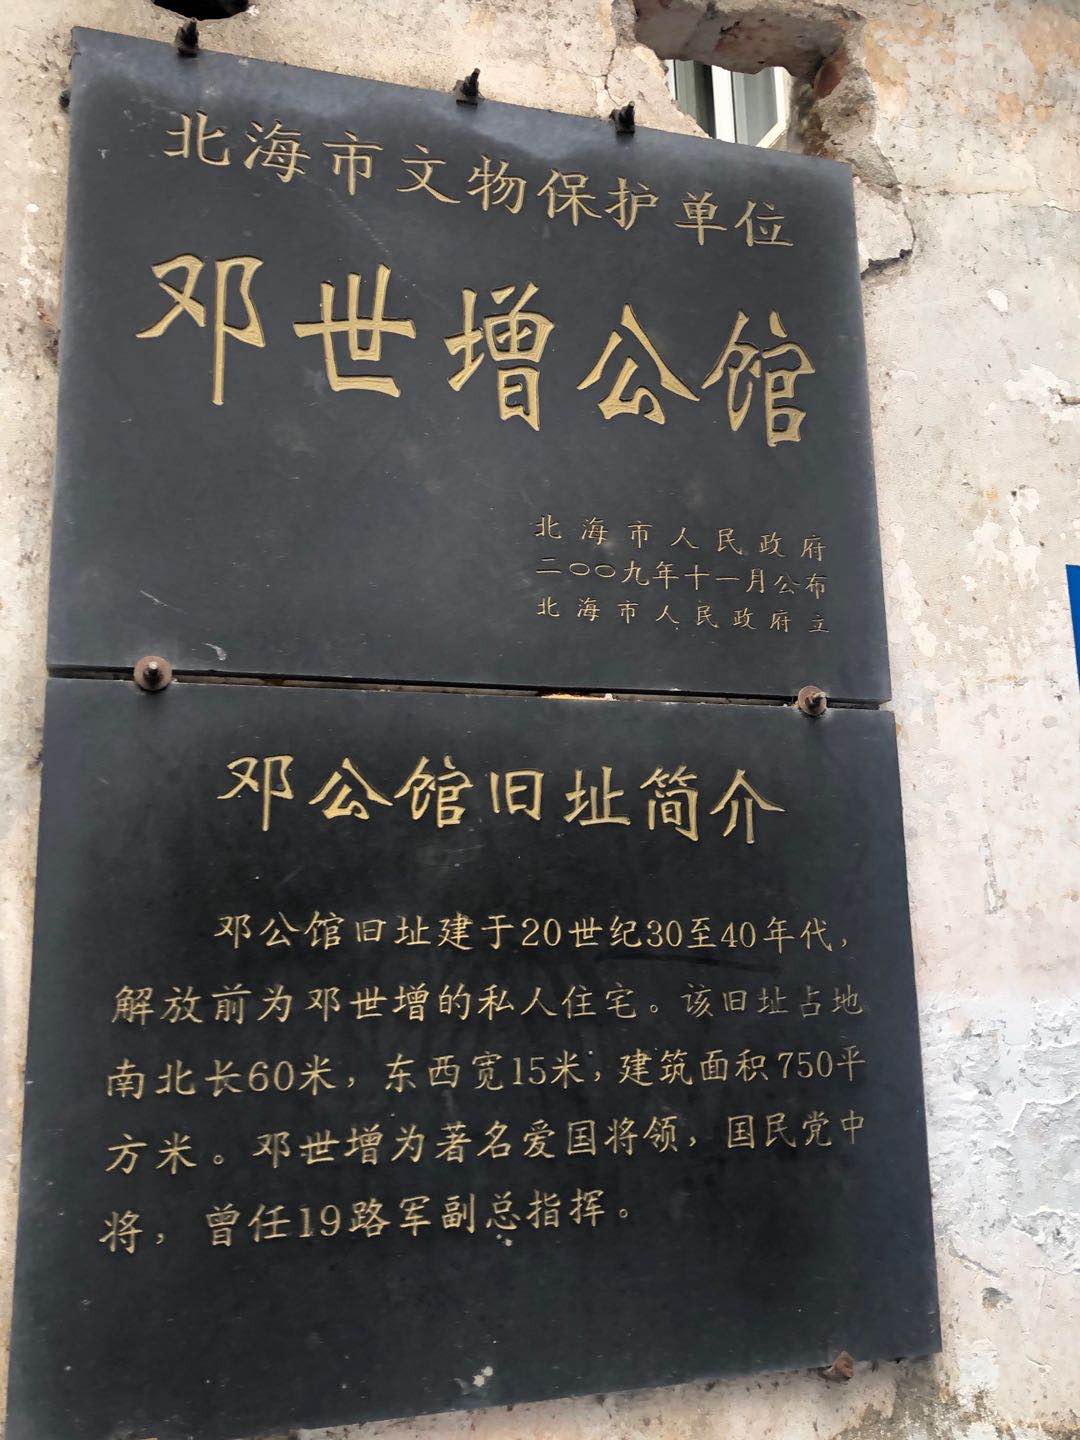 北海市文物保护单位
邓世增公馆
北海市人民政府
二〇〇九年十一月公布
北海市人民政府立
邓公馆旧址简介
邓公馆旧址建于20世纪30至40年代，
解放前为邓世增的私人住宅。该旧址占地
南北长60米，东西宽15米，建筑面积750平
方米。邓世增为著名爱国将领，国民党中
将，曾任19路军副总指挥。